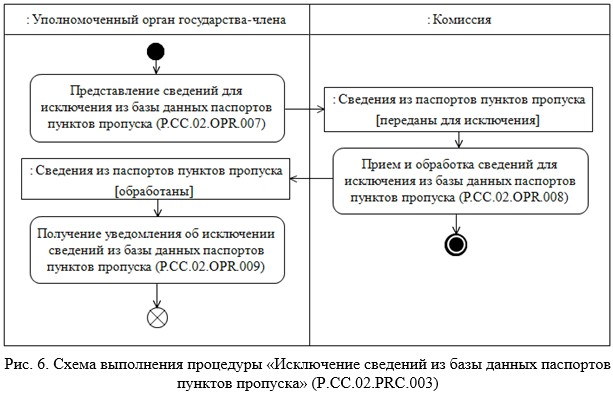 : Уполномоченный орган государства-члена
: Комиссия
Представление сведений для
исключения из базы данных паспортов
пунктов пропуска (P.CC.02.OPR.007)
: Сведения из паспортов пунктов пропуска
[переданы для исключения]
Прием и обработка сведений для
исключения из базы данных паспортов
пунктов пропуска (P.CC.02.OPR.008)
: Сведения из паспортов пунктов пропуска
[обработаны]
Получение уведомления об исключении
сведений из базы данных паспортов
пунктов пропуска (P.CC.02.OPR.009)
Рис. 6. Схема выполнения процедуры «Исключение сведений из базы данных паспортов
пунктов пропуска» (P.CC.02.PRC.003)